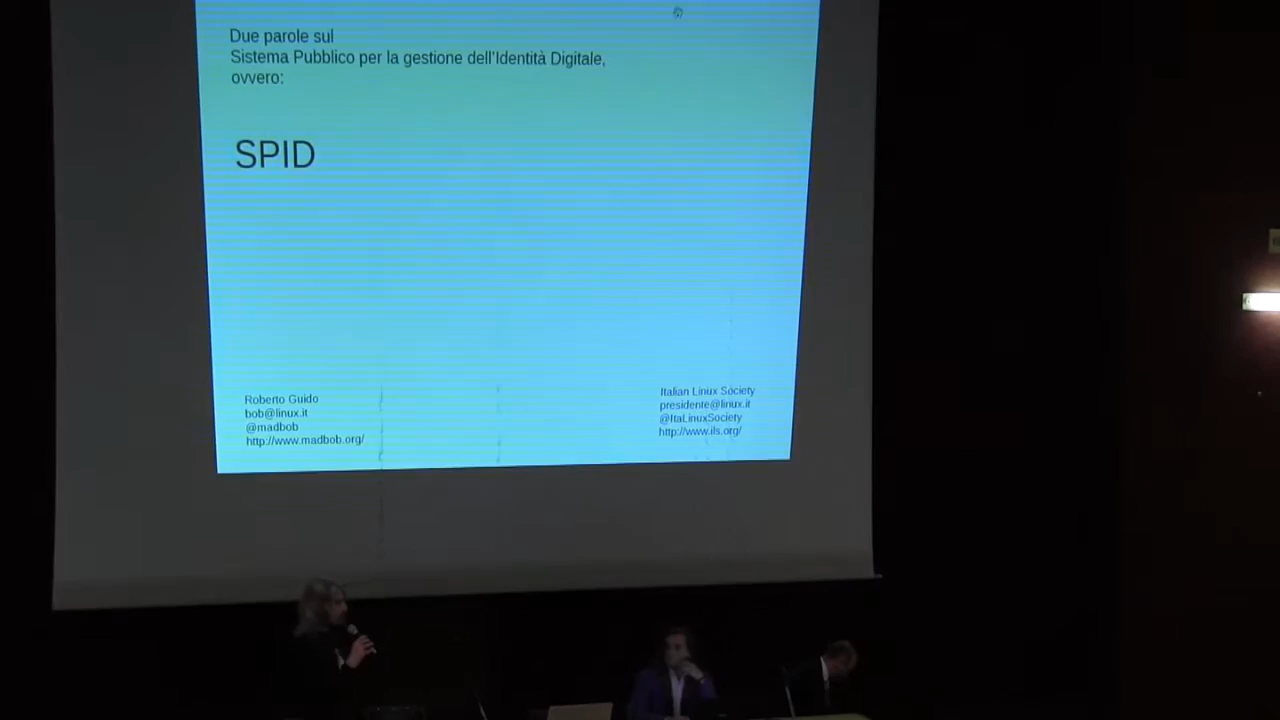 Due parole sul
Sistema Pubblico per la gestione dell'Identità Digitale,
ovvero:
SPID
Roberto Guido
bob@linux.it
@madbob
http://www.madbob.org/
Italian Linux Society
presidente@linux.it
@ItaLinuxSociety
http://www.ils.org/